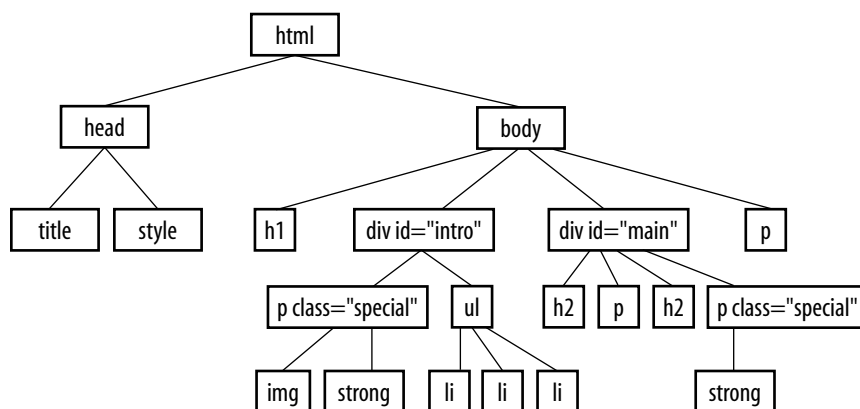 html
head
body
title
style
h1
div id="intro"
div id="main"
p
p class="special"
ul
h2
p
h2
p class="special"
img
strong
li
li
li
strong